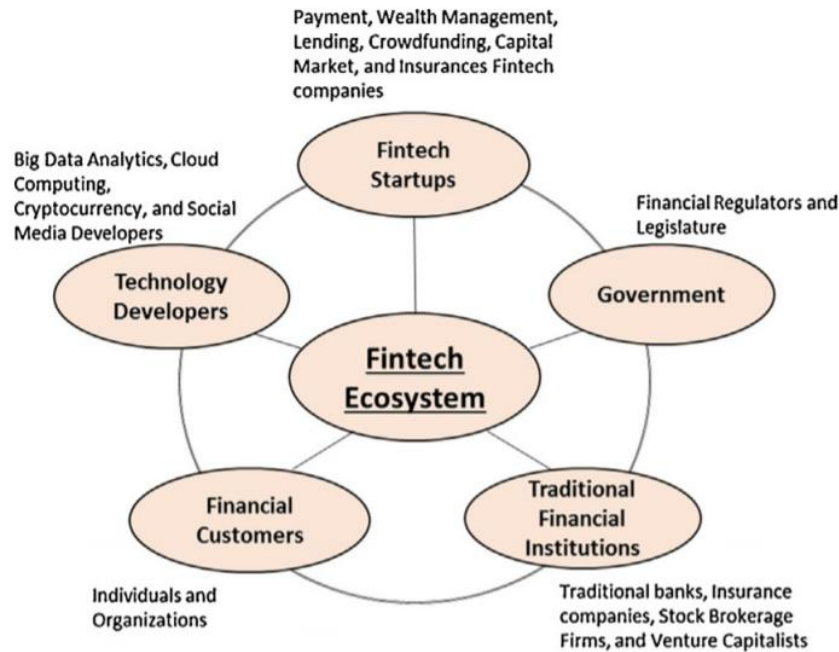 Payment, Wealth Management,
Lending, Crowdfunding, Capital
Market, and Insurances Fintech
companies
Fintech
Startups
Big Data Analytics, Cloud
Computing,
Cryptocurrency, and Social
Media Developers
Technology
Developers
Financial Regulators and
Legislature
Government
Fintech
Ecosystem
Financial
Customers
Individuals and
Organizations
Traditional
Financial
Institutions
Traditional banks, Insurance
companies, Stock Brokerage
Firms, and Venture Capitalists